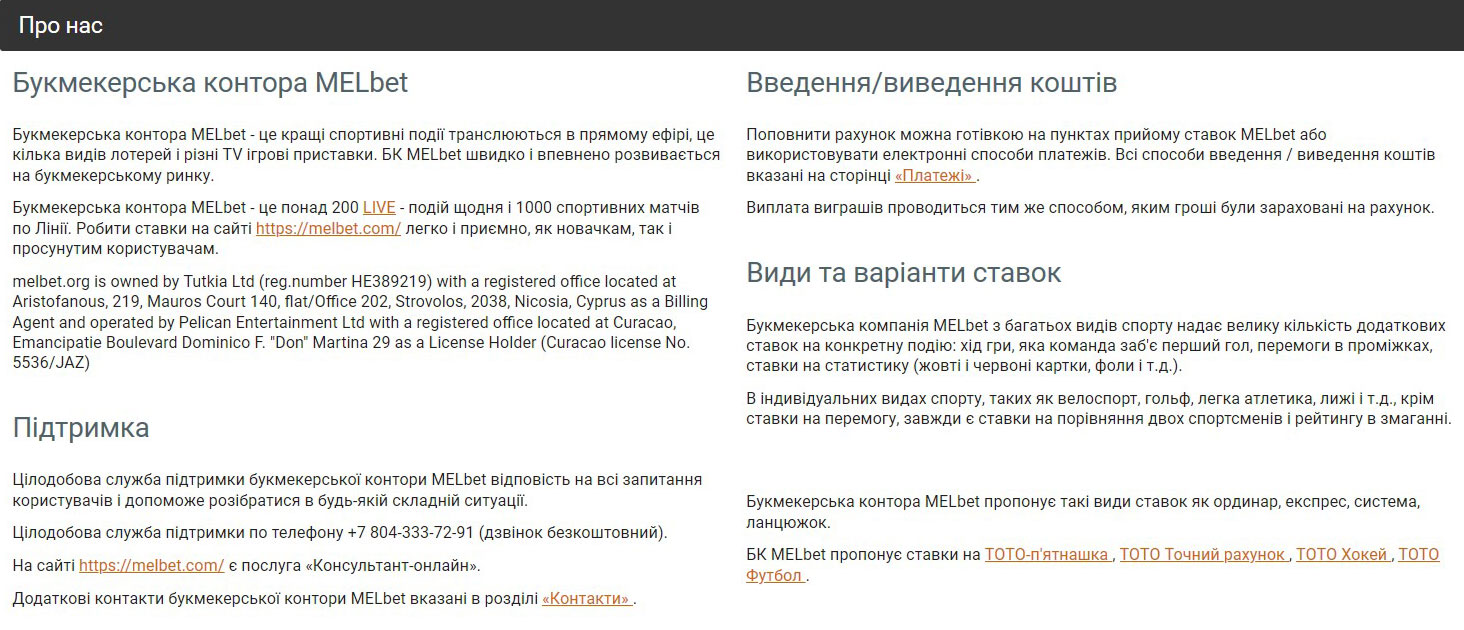 Про нас
Букмекерська контора MELbet
Букмекерська контора MELbet - це кращі спортивні події транслюються в прямому ефірі, це
кілька видів лотерей і різні TV ігрові приставки. БК MELbet швидко і впевнено розвивається
на букмекерському ринку.
Букмекерська контора MELbet - це понад 200 LIVE - подій щодня і 1000 спортивних матчів
по Лінії. Робити ставки на сайті https://melbet.com/ легко і приємно, як новачкам, так і
просунутим користувачам.
melbet.org is owned by Tutkia Ltd (reg.number HE389219) with a registered office located at
Aristofanous, 219, Mauros Court 140, flat/Office 202, Strovolos, 2038, Nicosia, Cyprus as a Billing
Agent and operated by Pelican Entertainment Ltd with a registered office located at Curacao,
Emancipatie Boulevard Dominico F. "Don" Martina 29 as a License Holder (Curacao license No.
5536/JAZ)
Підтримка
Цілодобова служба підтримки букмекерської контори MELbet відповість на всі запитання
користувачів і допоможе розібратися в будь-якій складній ситуації.
Цілодобова служба підтримки по телефону +7 804-333-72-91 (дзвінок безкоштовний).
На сайті https://melbet.com/ є послуга «Консультант-онлайн».
Додаткові контакти букмекерської контори MELbet вказані в розділі «Контакти» .
Введення/виведення коштів
Поповнити рахунок можна готівкою на пунктах прийому ставок MELbet або
використовувати електронні способи платежів. Всі способи введення / виведення коштів
вказані на сторінці «Платежі» .
Виплата виграшів проводиться тим же способом, яким гроші були зараховані на рахунок.
Види та варіанти ставок
Букмекерська компанія MELbet з багатьох видів спорту надає велику кількість додаткових
ставок на конкретну подію: хід гри, яка команда заб'є перший гол, перемоги в проміжках,
ставки на статистику (жовті і червоні картки, фоли і т.д.).
В індивідуальних видах спорту, таких як велоспорт, гольф, легка атлетика, лижі і т.д., крім
ставки на перемогу, завжди є ставки на порівняння двох спортсменів і рейтингу в змаганні.
Букмекерська контора MELbet пропонує такі види ставок як ординар, експрес, система,
ланцюжок.
БК MELbet пропонує ставки на ТОТО-п'ятнашка , ТОТО Точний рахунок , ТОТО Хокей , ТОТО
Футбол .